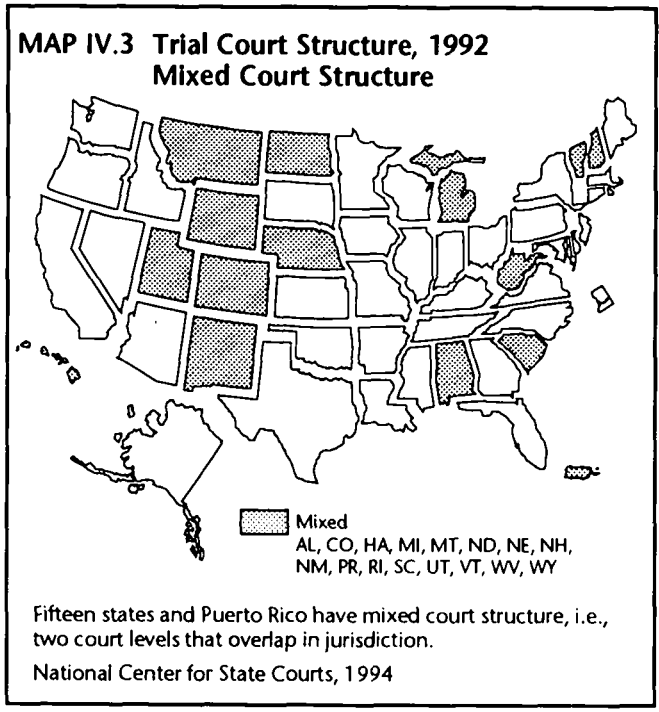 MAP IV.3 Trial Court Structure, 1992
Mixed Court Structure
Mixed
AL, CO, HA, MI, MT, ND, NE, NH,
NM, PR, RI, SC, UT, VT, WV, WY
Fifteen states and Puerto Rico have mixed court structure, i.e.,
two court levels that overlap in jurisdiction.
National Center for State Courts, 1994